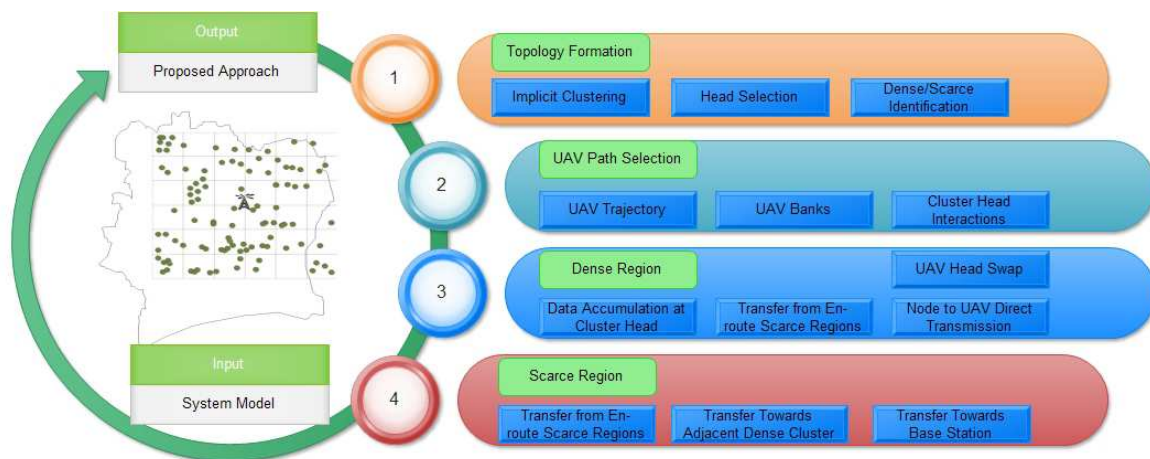 Output
Proposed Approach
Input
System Model
1
Topology Formation
Implicit Clustering
Head Selection
Dense/Scarce
Identification
2
UAV Path Selection
UAV Trajectory
UAV Banks
Cluster Head
Interactions
3
Dense Region
UAV Head Swap
Data Accumulation at
Cluster Head
Transfer from En-
route Scarce Regions
Node to UAV Direct
Transmission
4
Scarce Region
Transfer from En-
route Scarce Regions
Transfer Towards
Adjacent Dense Cluster
Transfer Towards
Base Station